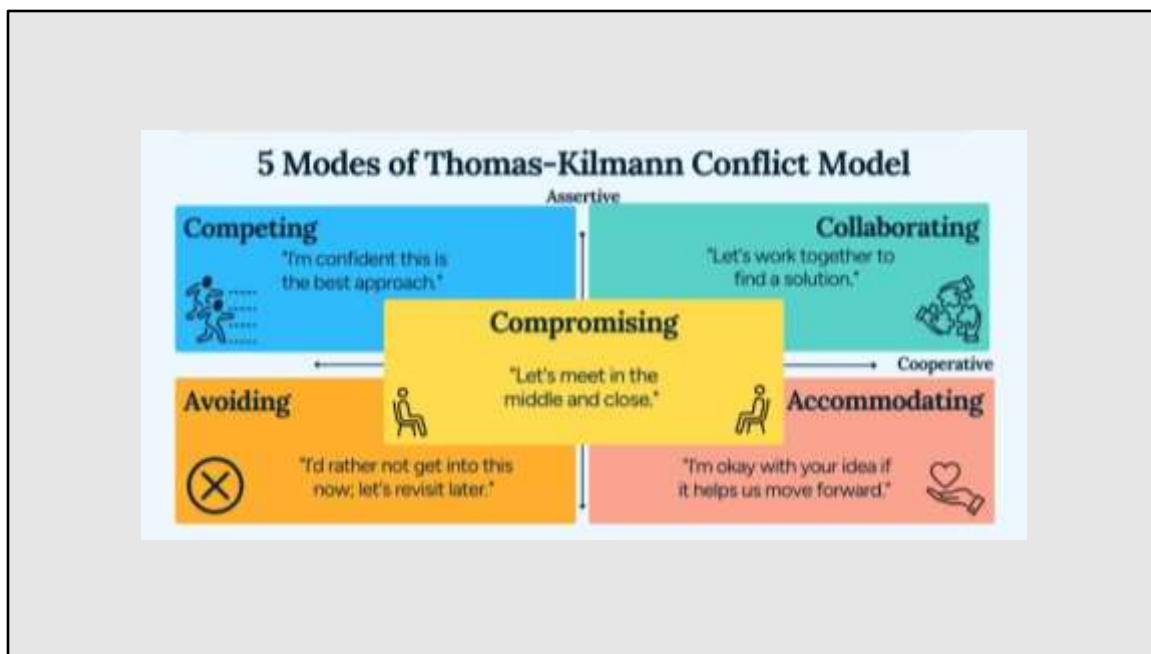 5 Modes of Thomas-Kilmann Conflict Model
Assertive
Competing
"I'm confident this is
the best approach."
Collaborating
"Let's work together to
find a solution."
Compromising
"Let's meet in the
middle and close."
Cooperative
Avoiding
"I'd rather not get into this
now; let's revisit later."
Accommodating
"I'm okay with your idea if
it helps us move forward."